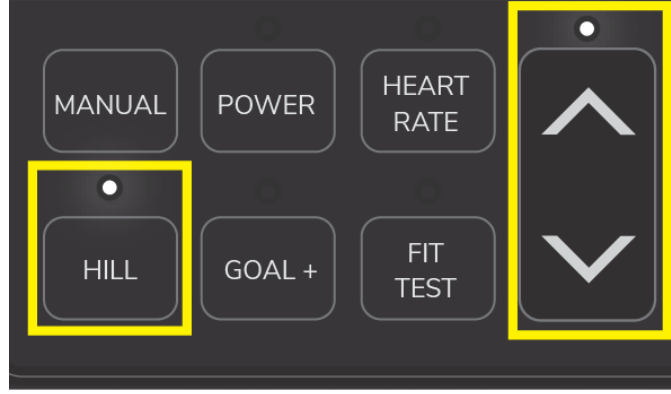 MANUAL
POWER
HEART
RATE
HILL
GOAL +
FIT
TEST